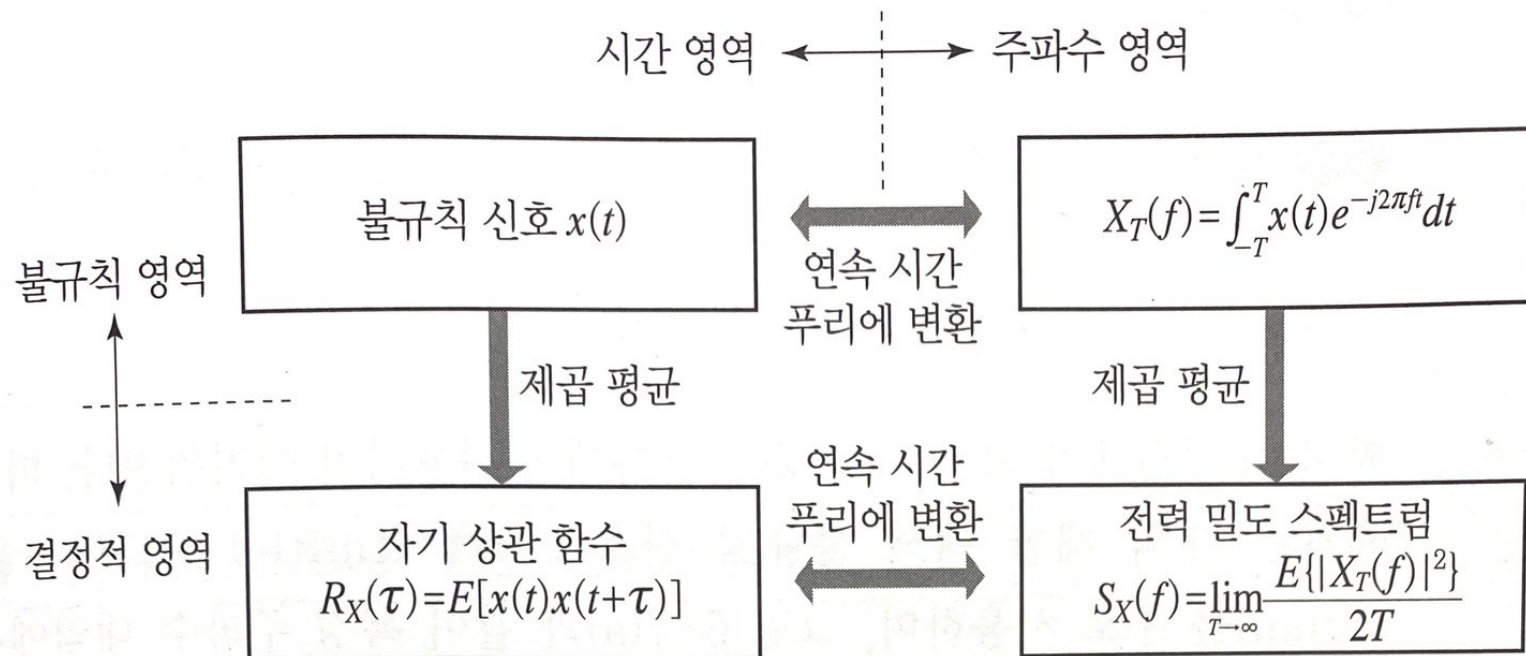 시간 영역 주파수 영역
불규칙 신호 x(t)
X_T(f)=∫_{-T}^{T} x(t)e^{-j2πft}dt
연속 시간
푸리에 변환
불규칙 영역
제곱 평균
제곱 평균
결정적 영역
연속 시간
푸리에 변환
자기 상관 함수
R_X(τ)=E[x(t)x(t+τ)]
전력 밀도 스펙트럼
S_X(f)=lim_{T→∞} E{|X_T(f)|²}/2T